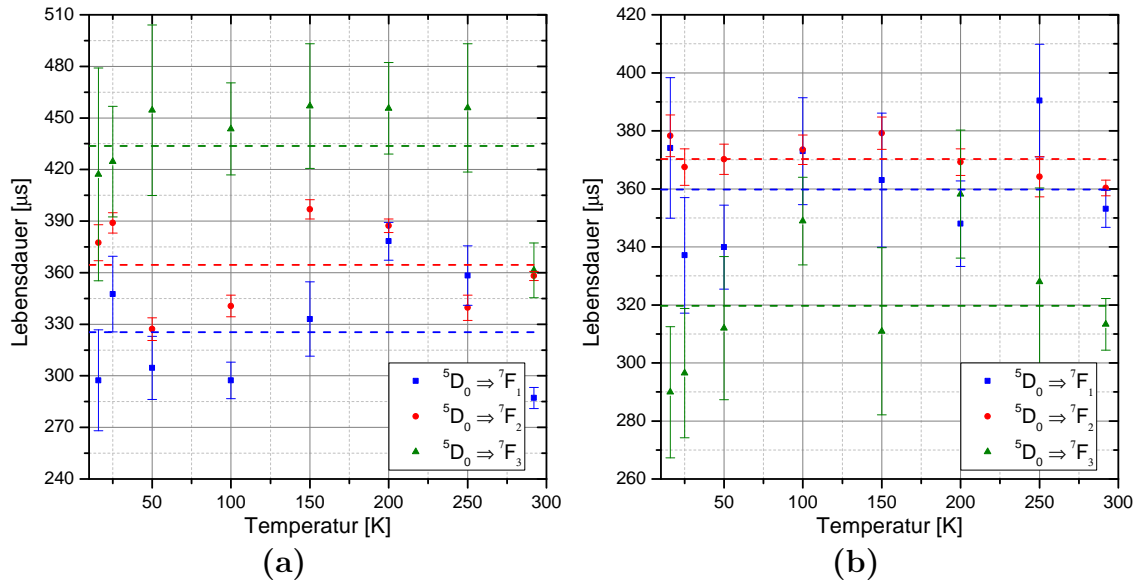 510
480
450
420
390
360
330
300
270
240
Lebensdauer [µs]
50 100 150 200 250 300
Temperatur [K]
⁵D₀ ⇒ ⁷F₁
⁵D₀ ⇒ ⁷F₂
⁵D₀ ⇒ ⁷F₃
(a)
420
400
380
360
340
320
300
280
260
Lebensdauer [µs]
50 100 150 200 250 300
Temperatur [K]
⁵D₀ ⇒ ⁷F₁
⁵D₀ ⇒ ⁷F₂
⁵D₀ ⇒ ⁷F₃
(b)